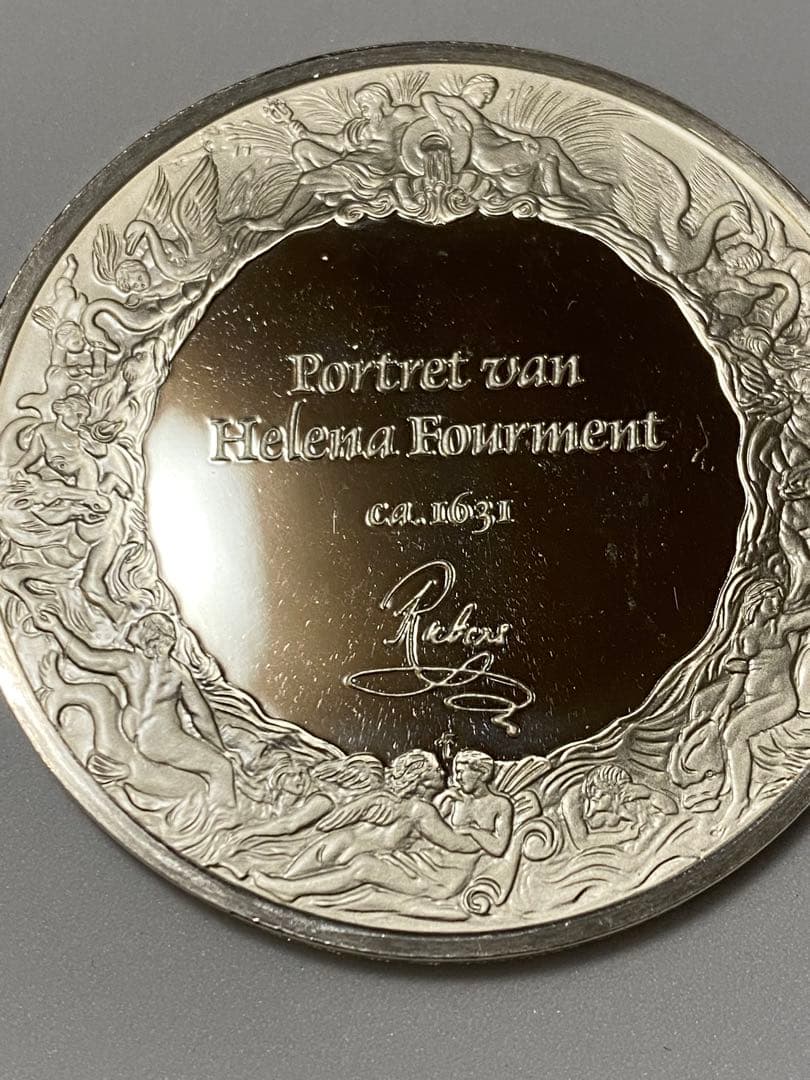 Portret van
Helena Fourment
ca. 1631
Rubens